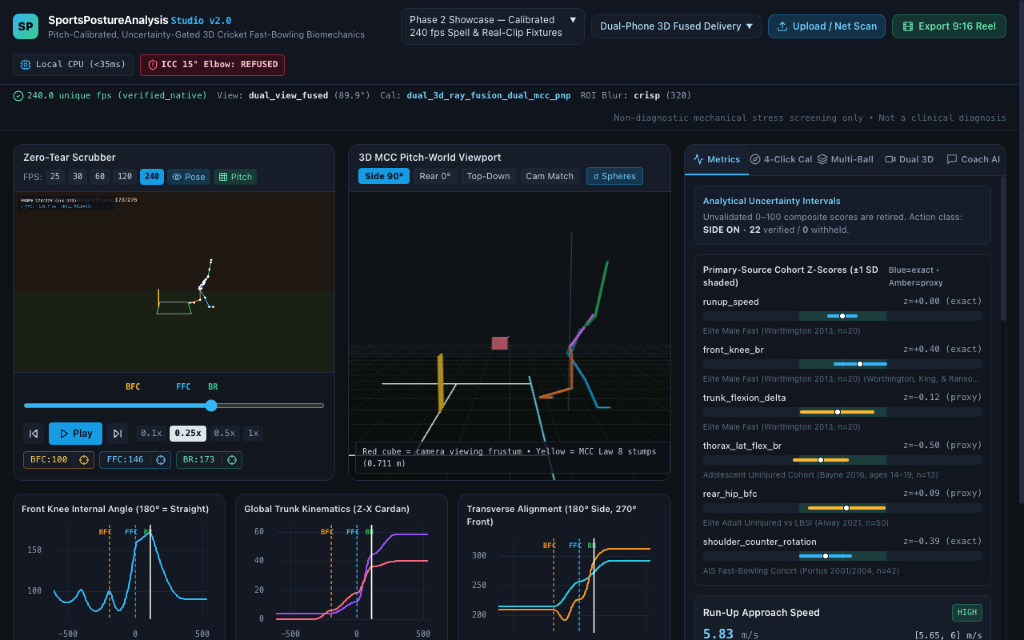 SP
SportsPostureAnalysis Studio v2.0
Pitch-Calibrated, Uncertainty-Gated 3D Cricket Fast-Bowling Biomechanics
Phase 2 Showcase — Calibrated ▼
240 fps Spell & Real-Clip Fixtures
Dual-Phone 3D Fused Delivery ▼
Upload / Net Scan
Export 9:16 Reel
Local CPU (<35ms)
ICC 15° Elbow: REFUSED
240.0 unique fps (verified_native) View: dual_view_fused (89.9°) Cal: dual_3d_ray_fusion_dual_mcc_pnp ROI Blur: crisp (320)
Non-diagnostic mechanical stress screening only • Not a clinical diagnosis
Zero-Tear Scrubber
FPS: 25 30 60 120 240 Pose Pitch
173/275
BFC FFC BR
Play 0.1x 0.25x 0.5x 1x
BFC:100 FFC:146 BR:173
3D MCC Pitch-World Viewport
Side 90° Rear 0° Top-Down Cam Match σ Spheres
Red cube = camera viewing frustum • Yellow = MCC Law 8 stumps
(0.711 m)
Metrics 4-Click Cal Multi-Ball Dual 3D Coach AI
Analytical Uncertainty Intervals
Unvalidated 0–100 composite scores are retired. Action class:
SIDE ON · 22 verified / 0 withheld.
Primary-Source Cohort Z-Scores (±1 SD
shaded)
Blue=exact ·
Amber=proxy
runup_speed z=+0.00 (exact)
Elite Male Fast (Worthington 2013, n=20)
front_knee_br z=+0.40 (exact)
Elite Male Fast (Worthington 2013, n=20) (Worthington, King, & Ranso...
trunk_flexion_delta z=−0.12 (proxy)
Elite Male Fast (Worthington 2013, n=20)
thorax_lat_flex_br z=−0.50 (proxy)
Adolescent Uninjured Cohort (Bayne 2016, ages 14–19, n=13)
rear_hip_bfc z=+0.09 (proxy)
Elite Adult Uninjured vs LBSI (Alway 2021, n=50)
shoulder_counter_rotation z=−0.39 (proxy)
AIS Fast-Bowling Cohort (Portus 2001/2004, n=42)
Run-Up Approach Speed HIGH
5.83 m/s [5.65, 6] m/s
Front Knee Internal Angle (180° = Straight)
BFC FFC BR
150
100
−500 0 500
Global Trunk Kinematics (Z-X Cardan)
BFC FFC BR
60
40
20
0
−500 0 500
Transverse Alignment (180° Side, 270°
Front)
BFC FFC BR
300
250
200